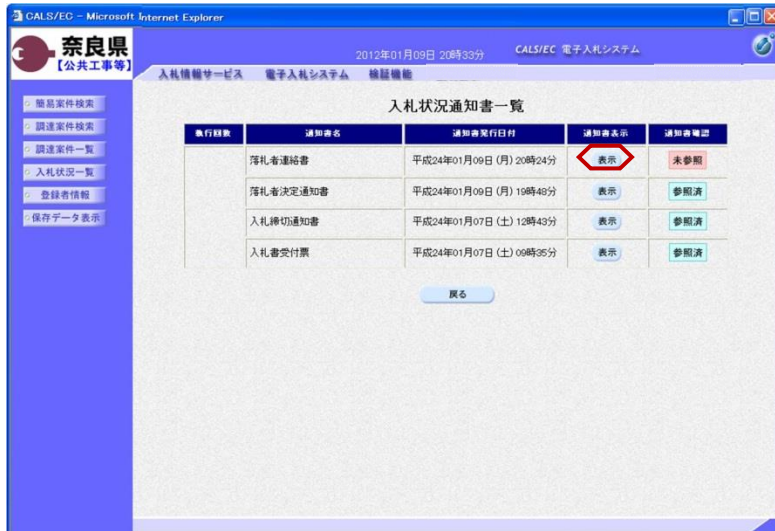 CALS/EC - Microsoft Internet Explorer
奈良県
【公共工事等】
2012年01月09日 20時33分
CALS/EC 電子入札システム
入札情報サービス 電子入札システム 検証機能
簡易案件検索
調達案件検索
調達案件一覧
入札状況一覧
登録者情報
保存データ表示
入札状況通知書一覧
執行回数 通知書名 通知書発行日付 通知書表示 通知書確認
落札者連絡書 平成24年01月09日(月)20時24分 表示 未参照
落札者決定通知書 平成24年01月09日(月)19時48分 表示 参照済
入札締切通知書 平成24年01月07日(土)12時43分 表示 参照済
入札書受付票 平成24年01月07日(土)09時35分 表示 参照済
戻る